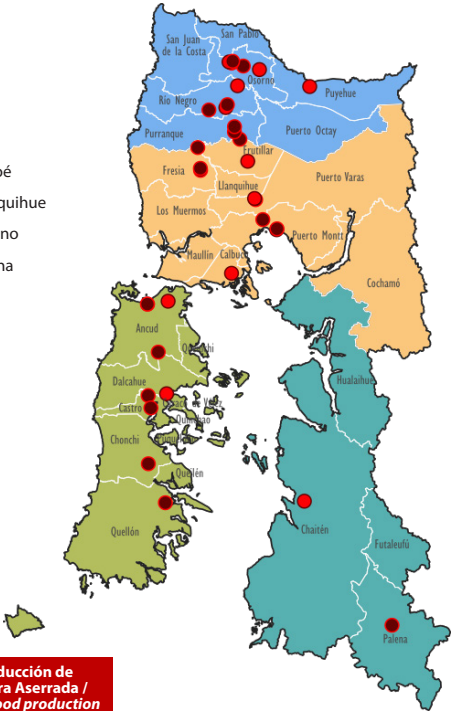 San Juan
de la Costa
San Pablo
Osorno
Puyehue
Río Negro
Puerto Octay
Purranque
Frutillar
Fresia
Puerto Varas
Llanquihue
Los Muermos
Puerto Montt
Maullín
Calbuco
Cochamó
pé
quihue
no
na
Ancud
Hualaihue
Dalcahue
Castro
Chonchi
Queilén
Quellón
Chaitén
Futaleufú
Palena
ducción de
ra Aserrada /
ood production